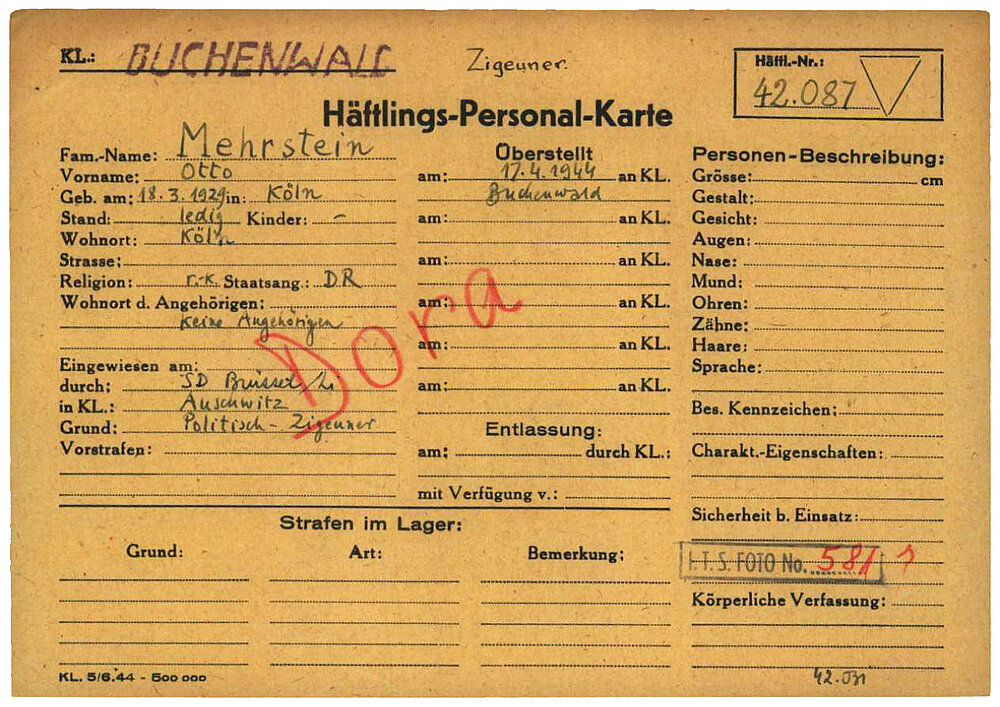 KL.: BUCHENWALD
Zigeuner.
Häftl.-Nr.:
42.087
Häftlings-Personal-Karte
Fam.-Name: Mehrstein
Vorname: Otto
Geb. am: 18.3.1929 in: Köln
Stand: ledig Kinder: -
Wohnort: Köln
Strasse:
Religion: r.-k. Staatsang.: DR
Wohnort d. Angehörigen:
Keine Angehörigen
Eingewiesen am:
durch: SD Brüssel
in KL.: Auschwitz
Grund: Politisch - Zigeuner
Vorstrafen:
Überstellt
am: 17.4.1944 an KL.
Buchenwald
am: an KL.
am: an KL.
am: an KL.
am: an KL.
am: an KL.
Dora
Entlassung:
am: durch KL.:
mit Verfügung v.:
Personen-Beschreibung:
Grösse: cm
Gestalt:
Gesicht:
Augen:
Nase:
Mund:
Ohren:
Zähne:
Haare:
Sprache:
Bes. Kennzeichen:
Charakt.-Eigenschaften:
Sicherheit b. Einsatz:
I.T.S. FOTO No. 581
Körperliche Verfassung:
Strafen im Lager:
Grund: Art: Bemerkung:
KL. 5/6.44 - 500 000